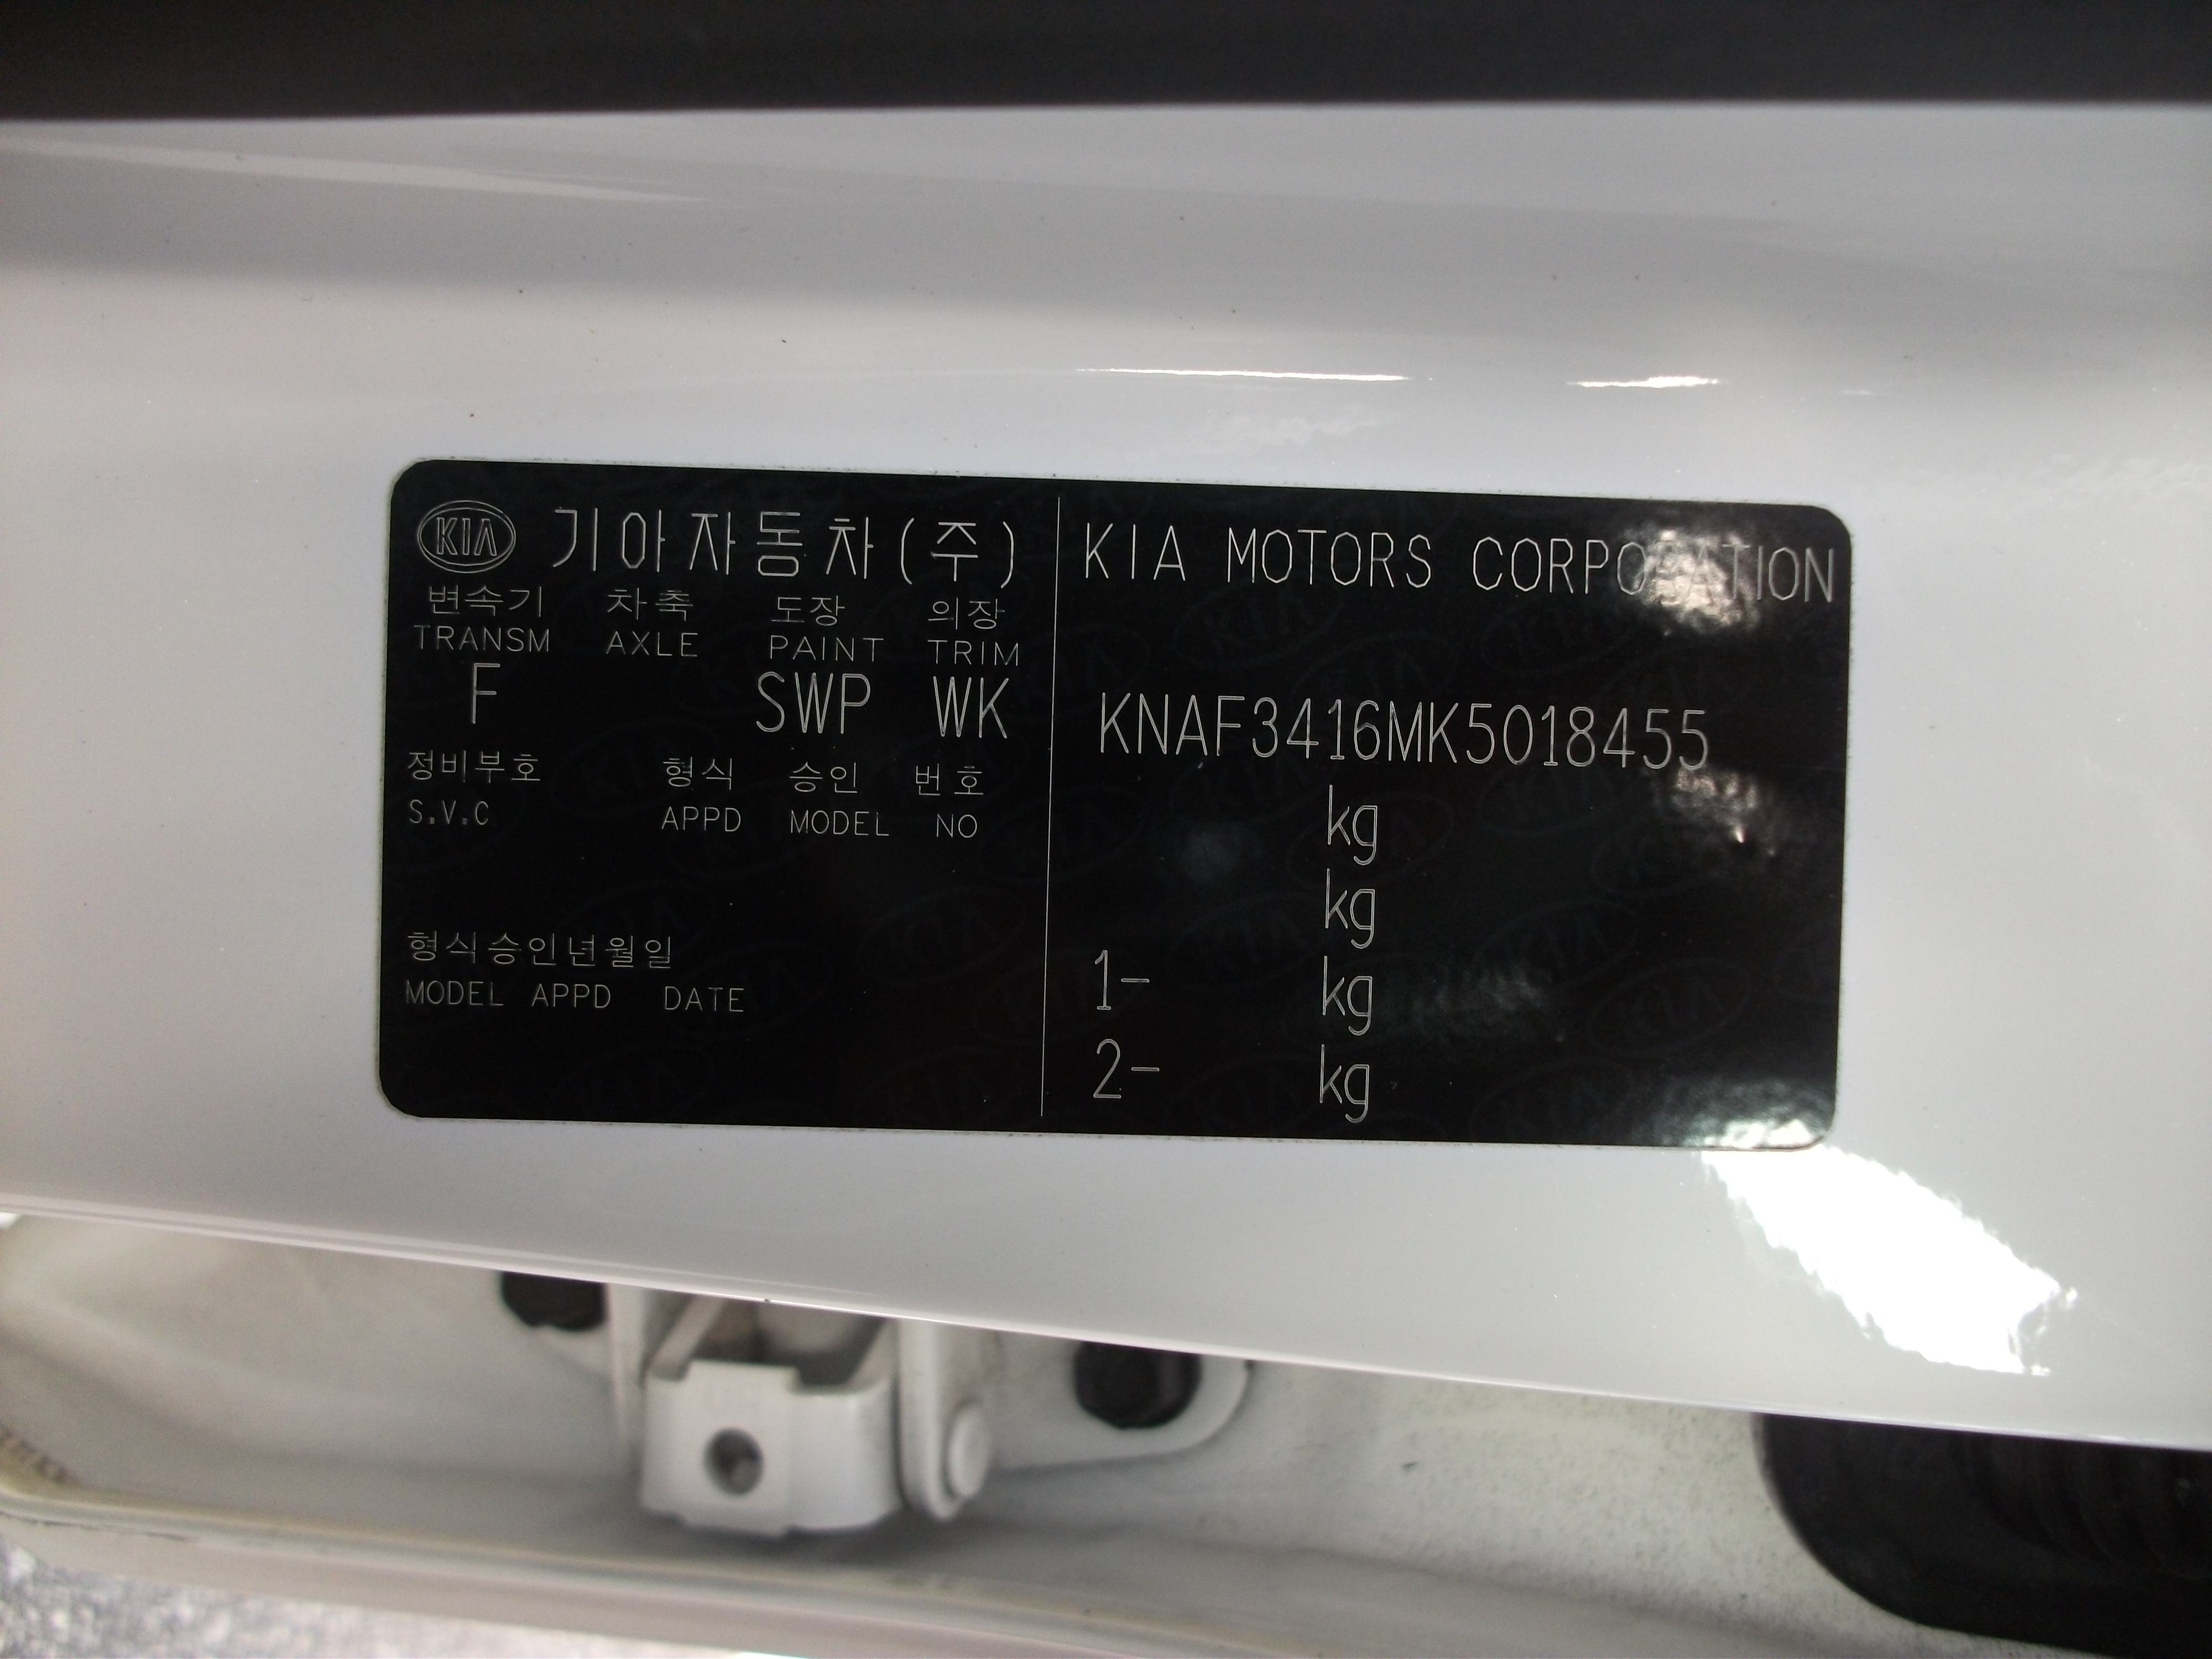 KIA 기아자동차(주)
변속기 차축 도장 의장
TRANSM AXLE PAINT TRIM
F SWP WK
정비부호 형식 승인 번호
S.V.C APPD MODEL NO
형식승인년월일
MODEL APPD DATE
KIA MOTORS CORPORATION
KNAF3416MK5018455
kg
kg
1- kg
2- kg